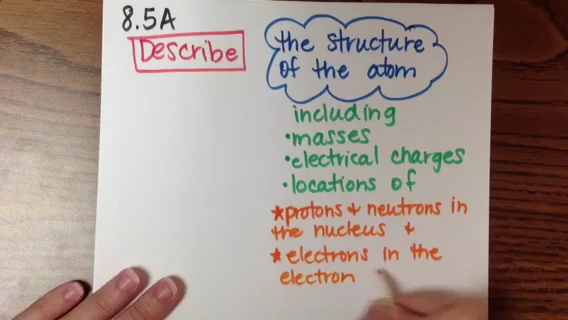 8.5A
Describe
the structure
of the atom
including
• masses
• electrical charges
• locations of
★ protons + neutrons in
the nucleus +
★ electrons in the
electron